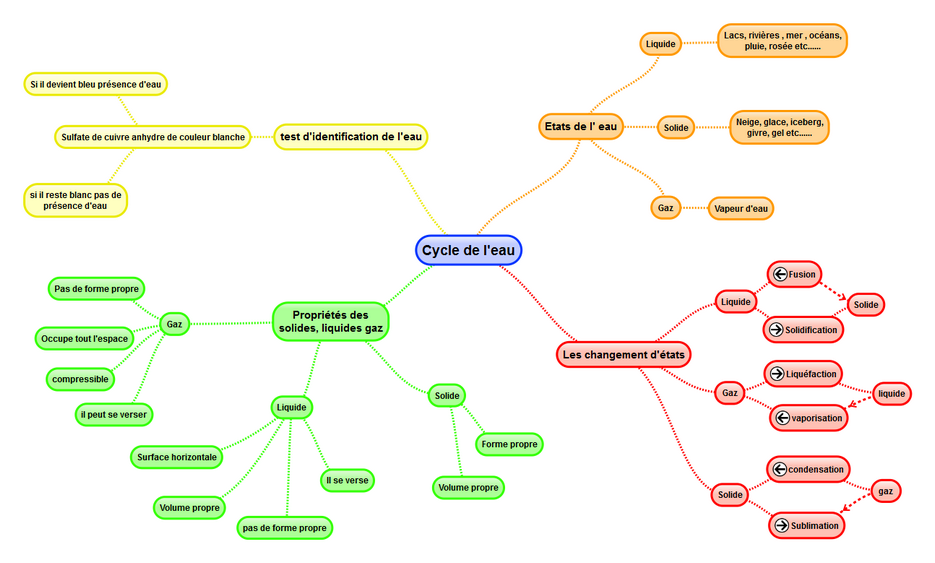 Cycle de l'eau
test d'identification de l'eau
Sulfate de cuivre anhydre de couleur blanche
Si il devient bleu présence d'eau
si il reste blanc pas de
présence d'eau
Etats de l' eau
Liquide
Lacs, rivières , mer , océans,
pluie, rosée etc......
Solide
Neige, glace, iceberg,
givre, gel etc......
Gaz
Vapeur d'eau
Propriétés des
solides, liquides gaz
Gaz
Pas de forme propre
Occupe tout l'espace
compressible
il peut se verser
Liquide
Surface horizontale
Volume propre
pas de forme propre
Il se verse
Solide
Forme propre
Volume propre
Les changement d'états
Liquide
Fusion
Solidification
Solide
Gaz
Liquéfaction
vaporisation
liquide
Solide
condensation
Sublimation
gaz